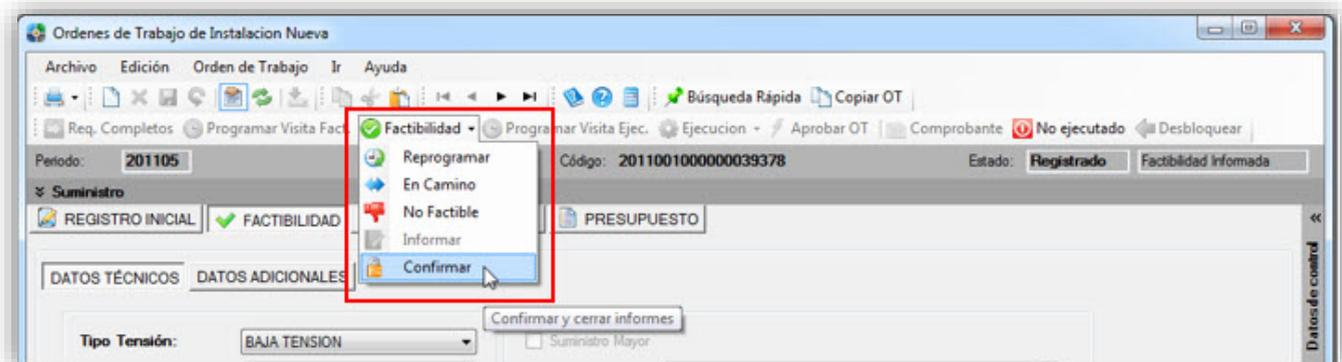 Ordenes de Trabajo de Instalacion Nueva
Archivo Edición Orden de Trabajo Ir Ayuda
Búsqueda Rápida Copiar OT
Req. Completos Programar Visita Fact. Factibilidad Programar Visita Ejec. Ejecucion Aprobar OT Comprobante No ejecutado Desbloquear
Periodo: 201105 Código: 2011001000000039378 Estado: Registrado Factibilidad Informada
Reprogramar
En Camino
No Factible
Informar
Confirmar
Suministro
REGISTRO INICIAL FACTIBILIDAD PRESUPUESTO
DATOS TÉCNICOS DATOS ADICIONALES
Confirmar y cerrar informes
Tipo Tensión: BAJA TENSION Suministro Mayor
Datos de control